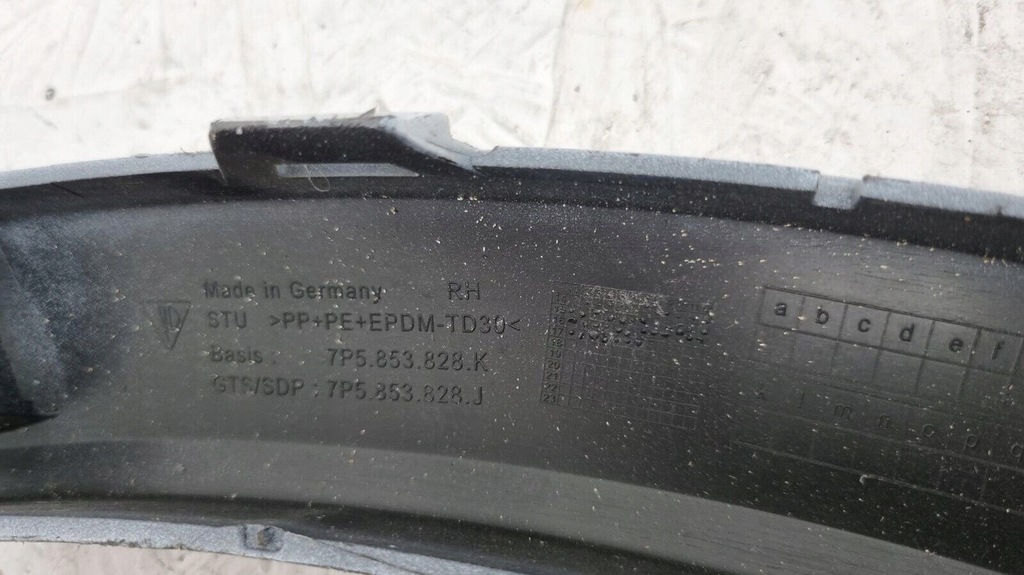 Made in Germany RH
STU >PP+PE+EPDM-TD30<
Basis : 7P5.853.828.K
GTS/SDP : 7P5.853.828.J
a b c d e f
l m n o p q